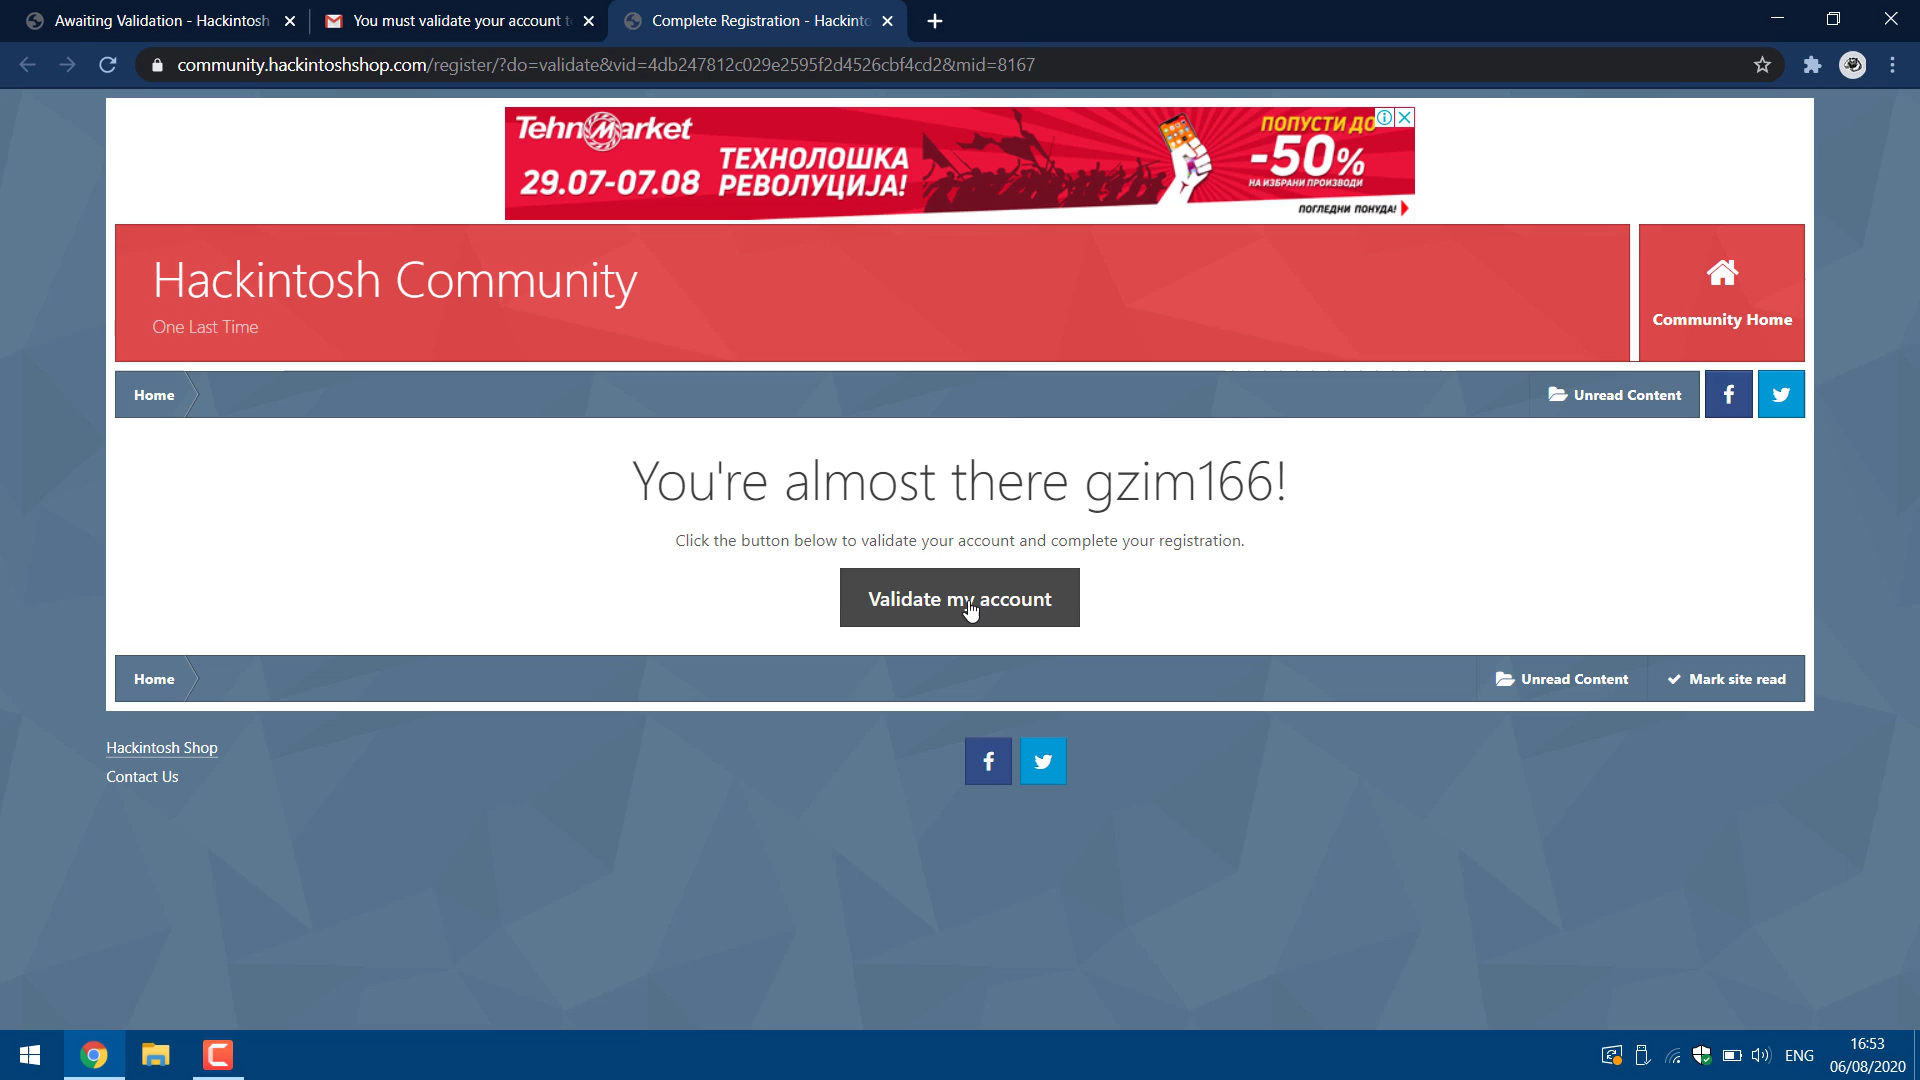 Awaiting Validation - Hackintosh
You must validate your account t
Complete Registration - Hackinto
community.hackintoshshop.com/register/?do=validate&vid=4db247812c029e2595f2d4526cbf4cd2&mid=8167
TehnoMarket
29.07-07.08
ТЕХНОЛОШКА
РЕВОЛУЦИЈА!
ПОПУСТИ ДО
-50%
НА ИЗБРАНИ ПРОИЗВОДИ
ПОГЛЕДНИ ПОНУДА!
Hackintosh Community
One Last Time
Community Home
Home
Unread Content
You're almost there gzim166!
Click the button below to validate your account and complete your registration.
Validate my account
Home
Unread Content
Mark site read
Hackintosh Shop
Contact Us
ENG
16:53
06/08/2020